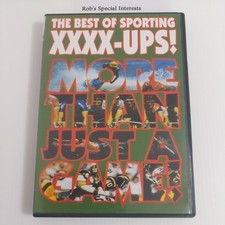 Rob's Special Interests
THE BEST OF SPORTING
XXXX-UPS!
MORE
THAN
JUST A
GAME!